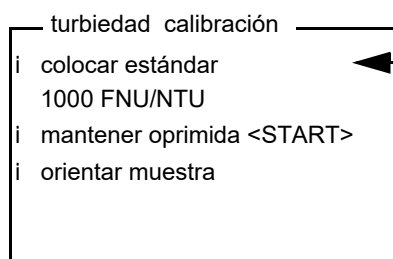 turbiedad calibración
i colocar estándar
1000 FNU/NTU
i mantener oprimida <START>
i orientar muestra